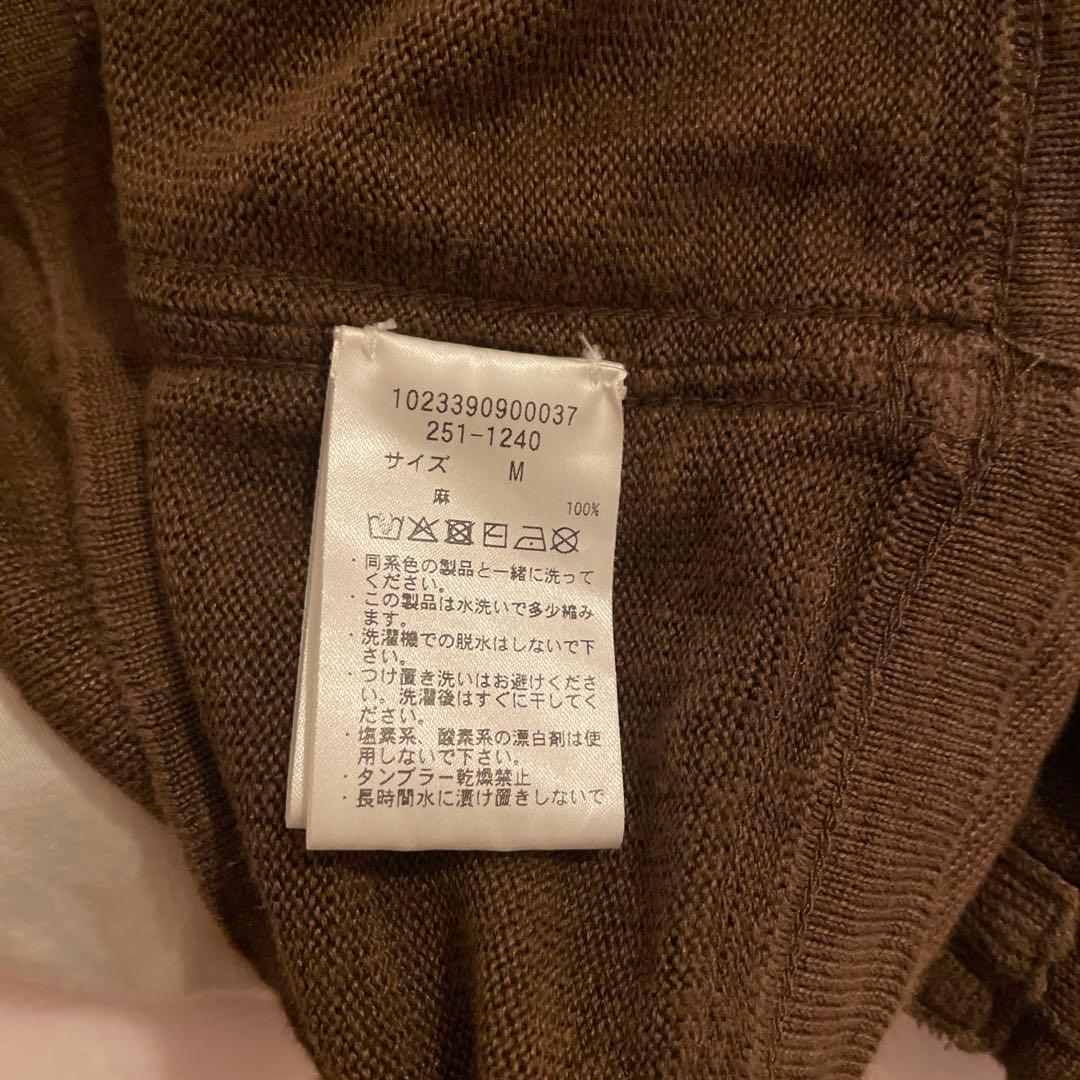 1023390900037
251-1240
サイズ M
麻 100%
・同系色の製品と一緒に洗って
ください。
・この製品は水洗いで多少縮み
ます。
・洗濯機での脱水はしないで下
さい。
・つけ置き洗いはお避けくださ
い。洗濯後はすぐに干してく
ださい。
・塩素系、酸素系の漂白剤は使
用しないで下さい。
・タンブラー乾燥禁止
・長時間水に漬け置きしないで